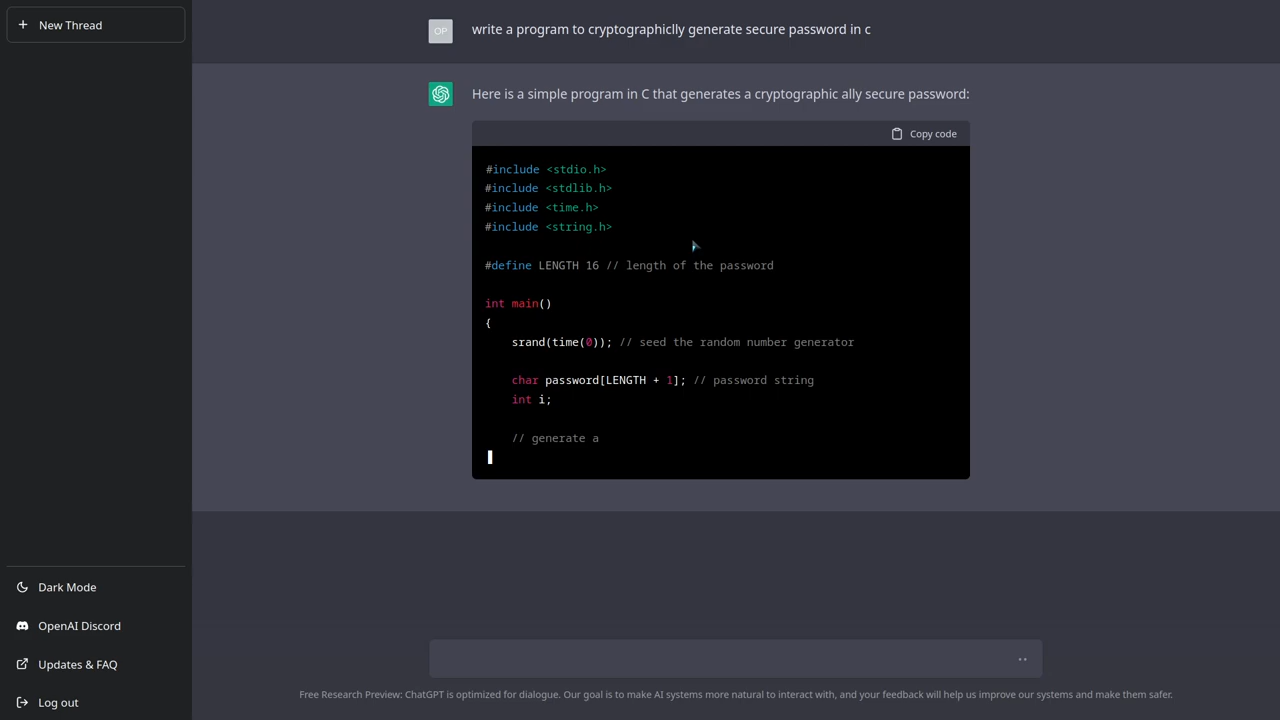 New Thread
OP
write a program to cryptographiclly generate secure password in c
Here is a simple program in C that generates a cryptographic ally secure password:
Copy code
#include <stdio.h>
#include <stdlib.h>
#include <time.h>
#include <string.h>
#define LENGTH 16 // length of the password
int main()
{
    srand(time(0)); // seed the random number generator
    char password[LENGTH + 1]; // password string
    int i;
    // generate a
Dark Mode
OpenAI Discord
Updates & FAQ
Log out
Free Research Preview: ChatGPT is optimized for dialogue. Our goal is to make AI systems more natural to interact with, and your feedback will help us improve our systems and make them safer.